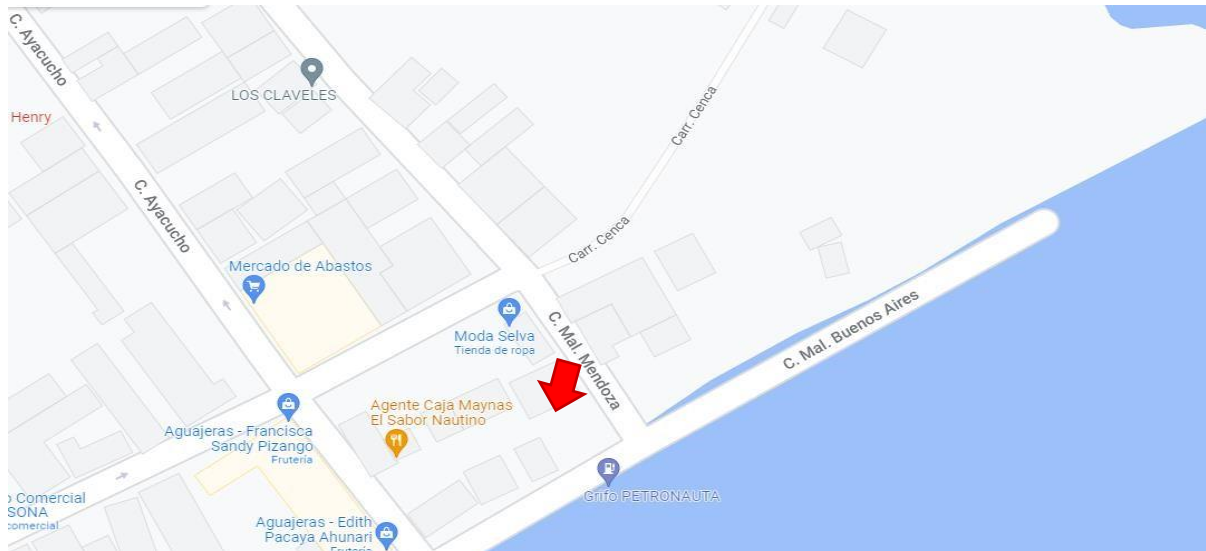 C. Ayacucho
LOS CLAVELES
Henry
Carr. Cenca
C. Ayacucho
Carr. Cenca
Mercado de Abastos
C. Mal. Buenos Aires
Moda Selva
Tienda de ropa
C. Mal. Mendoza
Agente Caja Maynas
El Sabor Nautino
Aguajeras - Francisca
Sandy Pizango
Frutería
Grifo PETRONAUTA
o Comercial
SONA
comercial
Aguajeras - Edith
Pacaya Ahunari
Frutería